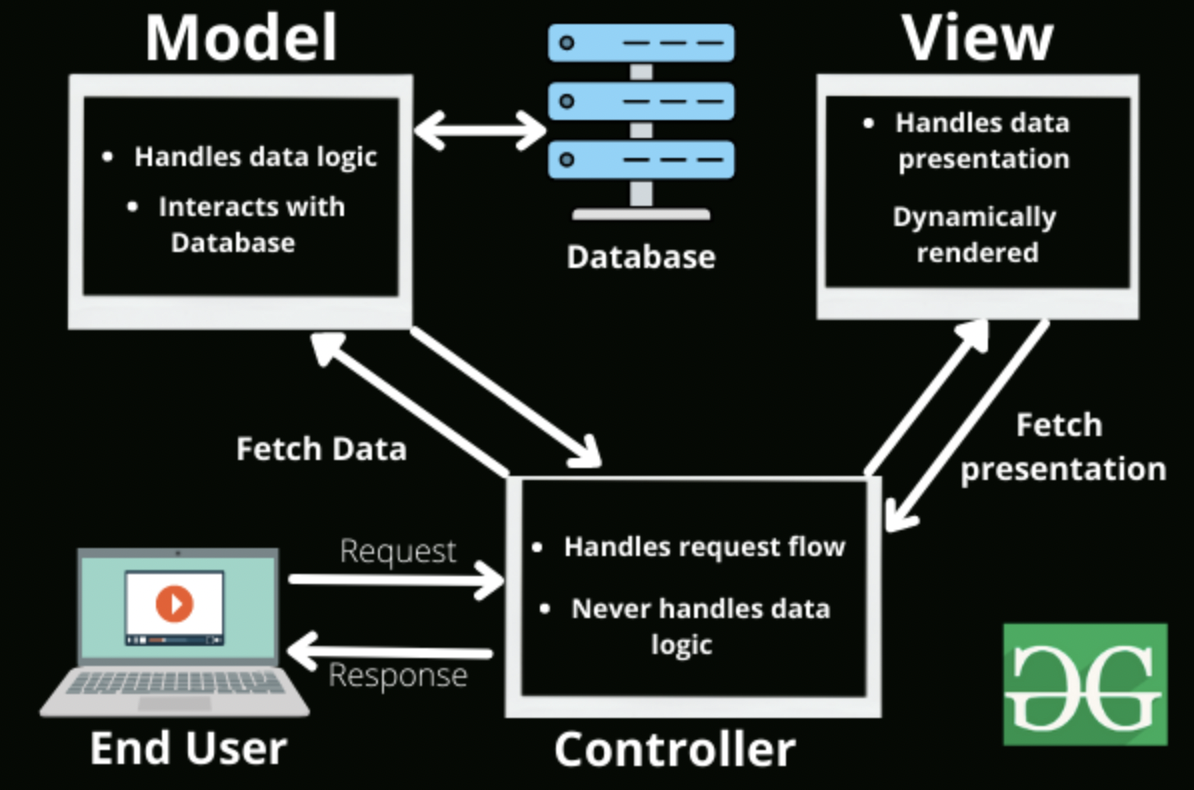 Model
• Handles data logic
• Interacts with
Database
Database
View
• Handles data
presentation
Dynamically
rendered
Fetch Data
Fetch
presentation
Request
Response
• Handles request flow
• Never handles data
logic
End User
Controller